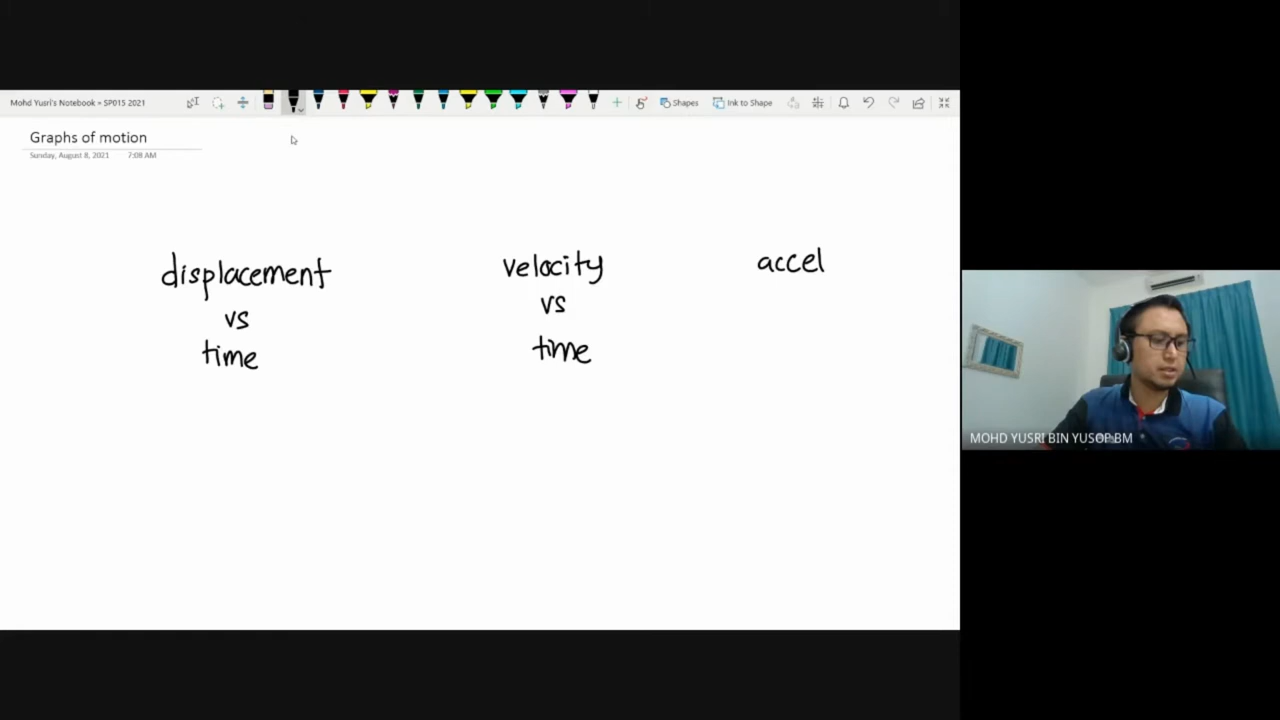 Mohd Yusri's Notebook » SP015 2021
Shapes
Ink to Shape
Graphs of motion
Sunday, August 8, 2021 7:08 AM
displacement
vs
time
velocity
vs
time
accel
MOHD YUSRI BIN YUSOP BM